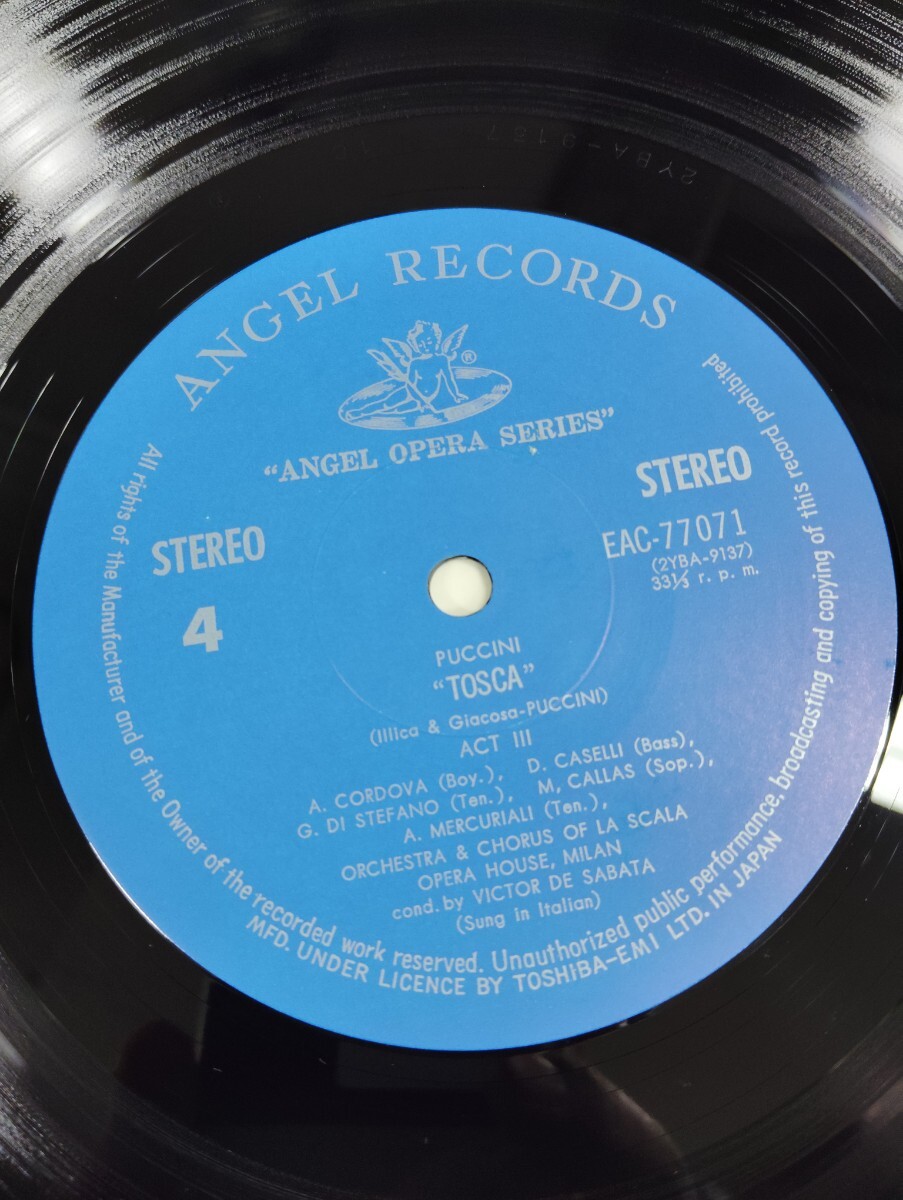 2YBA-9137
ANGEL RECORDS
®
"ANGEL OPERA SERIES"
STEREO
STEREO
EAC-77071
(2YBA-9137)
33⅓ r. p. m.
4
PUCCINI
"TOSCA"
(Illica & Giacosa-PUCCINI)
ACT III
A. CORDOVA (Boy.), D. CASELLI (Bass),
G. DI STEFANO (Ten.), M. CALLAS (Sop.),
A. MERCURIALI (Ten.),
ORCHESTRA & CHORUS OF LA SCALA
OPERA HOUSE, MILAN
cond. by VICTOR DE SABATA
(Sung in Italian)
All rights of the Manufacturer and of the Owner of the recorded work reserved. Unauthorized public performance, broadcasting and copying of this record prohibited
MFD. UNDER LICENCE BY TOSHIBA-EMI LTD. IN JAPAN